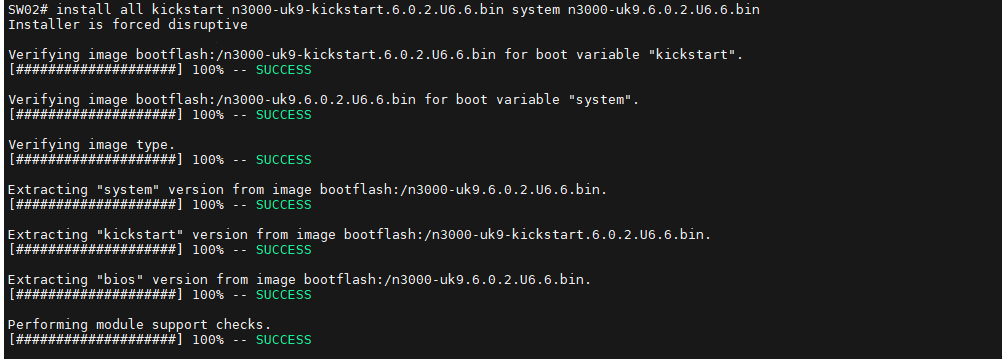 SW02# install all kickstart n3000-uk9-kickstart.6.0.2.U6.6.bin system n3000-uk9.6.0.2.U6.6.bin
Installer is forced disruptive
Verifying image bootflash:/n3000-uk9-kickstart.6.0.2.U6.6.bin for boot variable "kickstart".
[####################] 100% -- SUCCESS
Verifying image bootflash:/n3000-uk9.6.0.2.U6.6.bin for boot variable "system".
[####################] 100% -- SUCCESS
Verifying image type.
[####################] 100% -- SUCCESS
Extracting "system" version from image bootflash:/n3000-uk9.6.0.2.U6.6.bin.
[####################] 100% -- SUCCESS
Extracting "kickstart" version from image bootflash:/n3000-uk9-kickstart.6.0.2.U6.6.bin.
[####################] 100% -- SUCCESS
Extracting "bios" version from image bootflash:/n3000-uk9.6.0.2.U6.6.bin.
[####################] 100% -- SUCCESS
Performing module support checks.
[####################] 100% -- SUCCESS